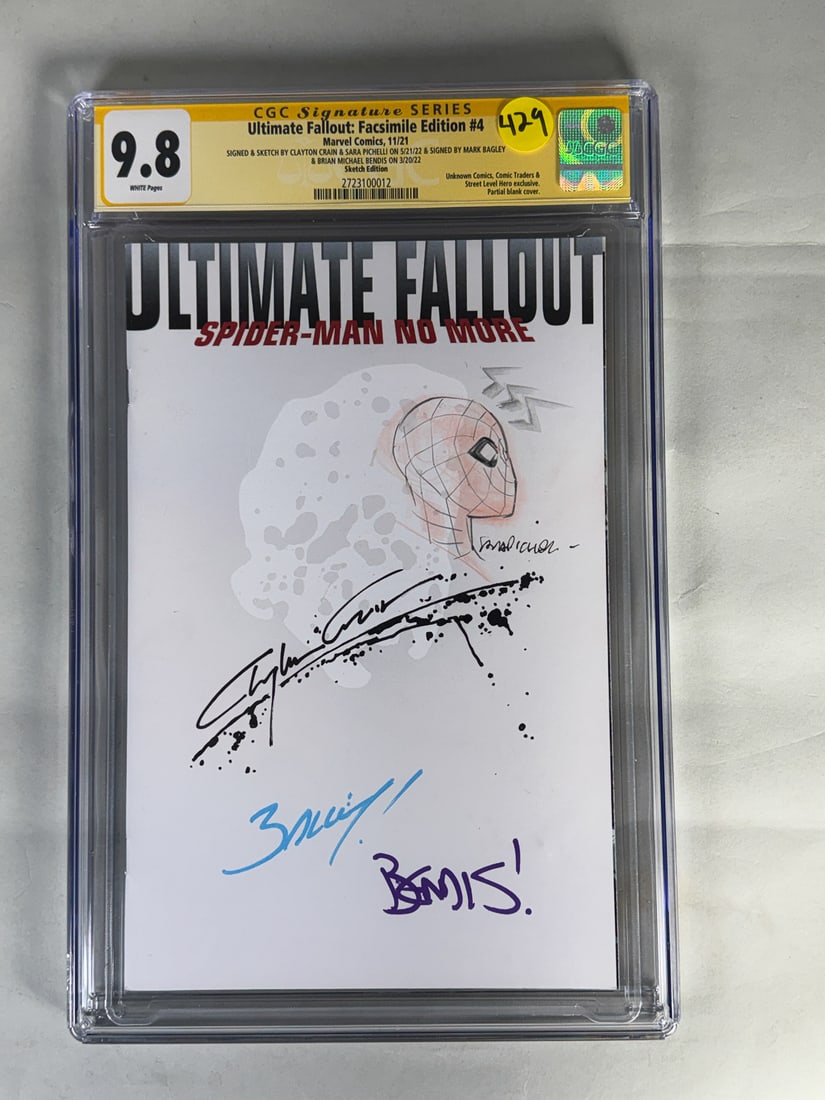 CGC Signature SERIES
Ultimate Fallout: Facsimile Edition #4
429
Marvel Comics, 11/21
9.8
WHITE Pages
SIGNED & SKETCH BY CLAYTON CRAIN & SARA PICHELLI ON 5/21/22 & SIGNED BY MARK BAGLEY
& BRIAN MICHAEL BENDIS ON 3/20/22
Sketch Edition
2723100012
Unknown Comics, Comic Traders &
Street Level Hero exclusive.
Partial blank cover.
CGC
ULTIMATE FALLOUT
SPIDER-MAN NO MORE
BENDIS!